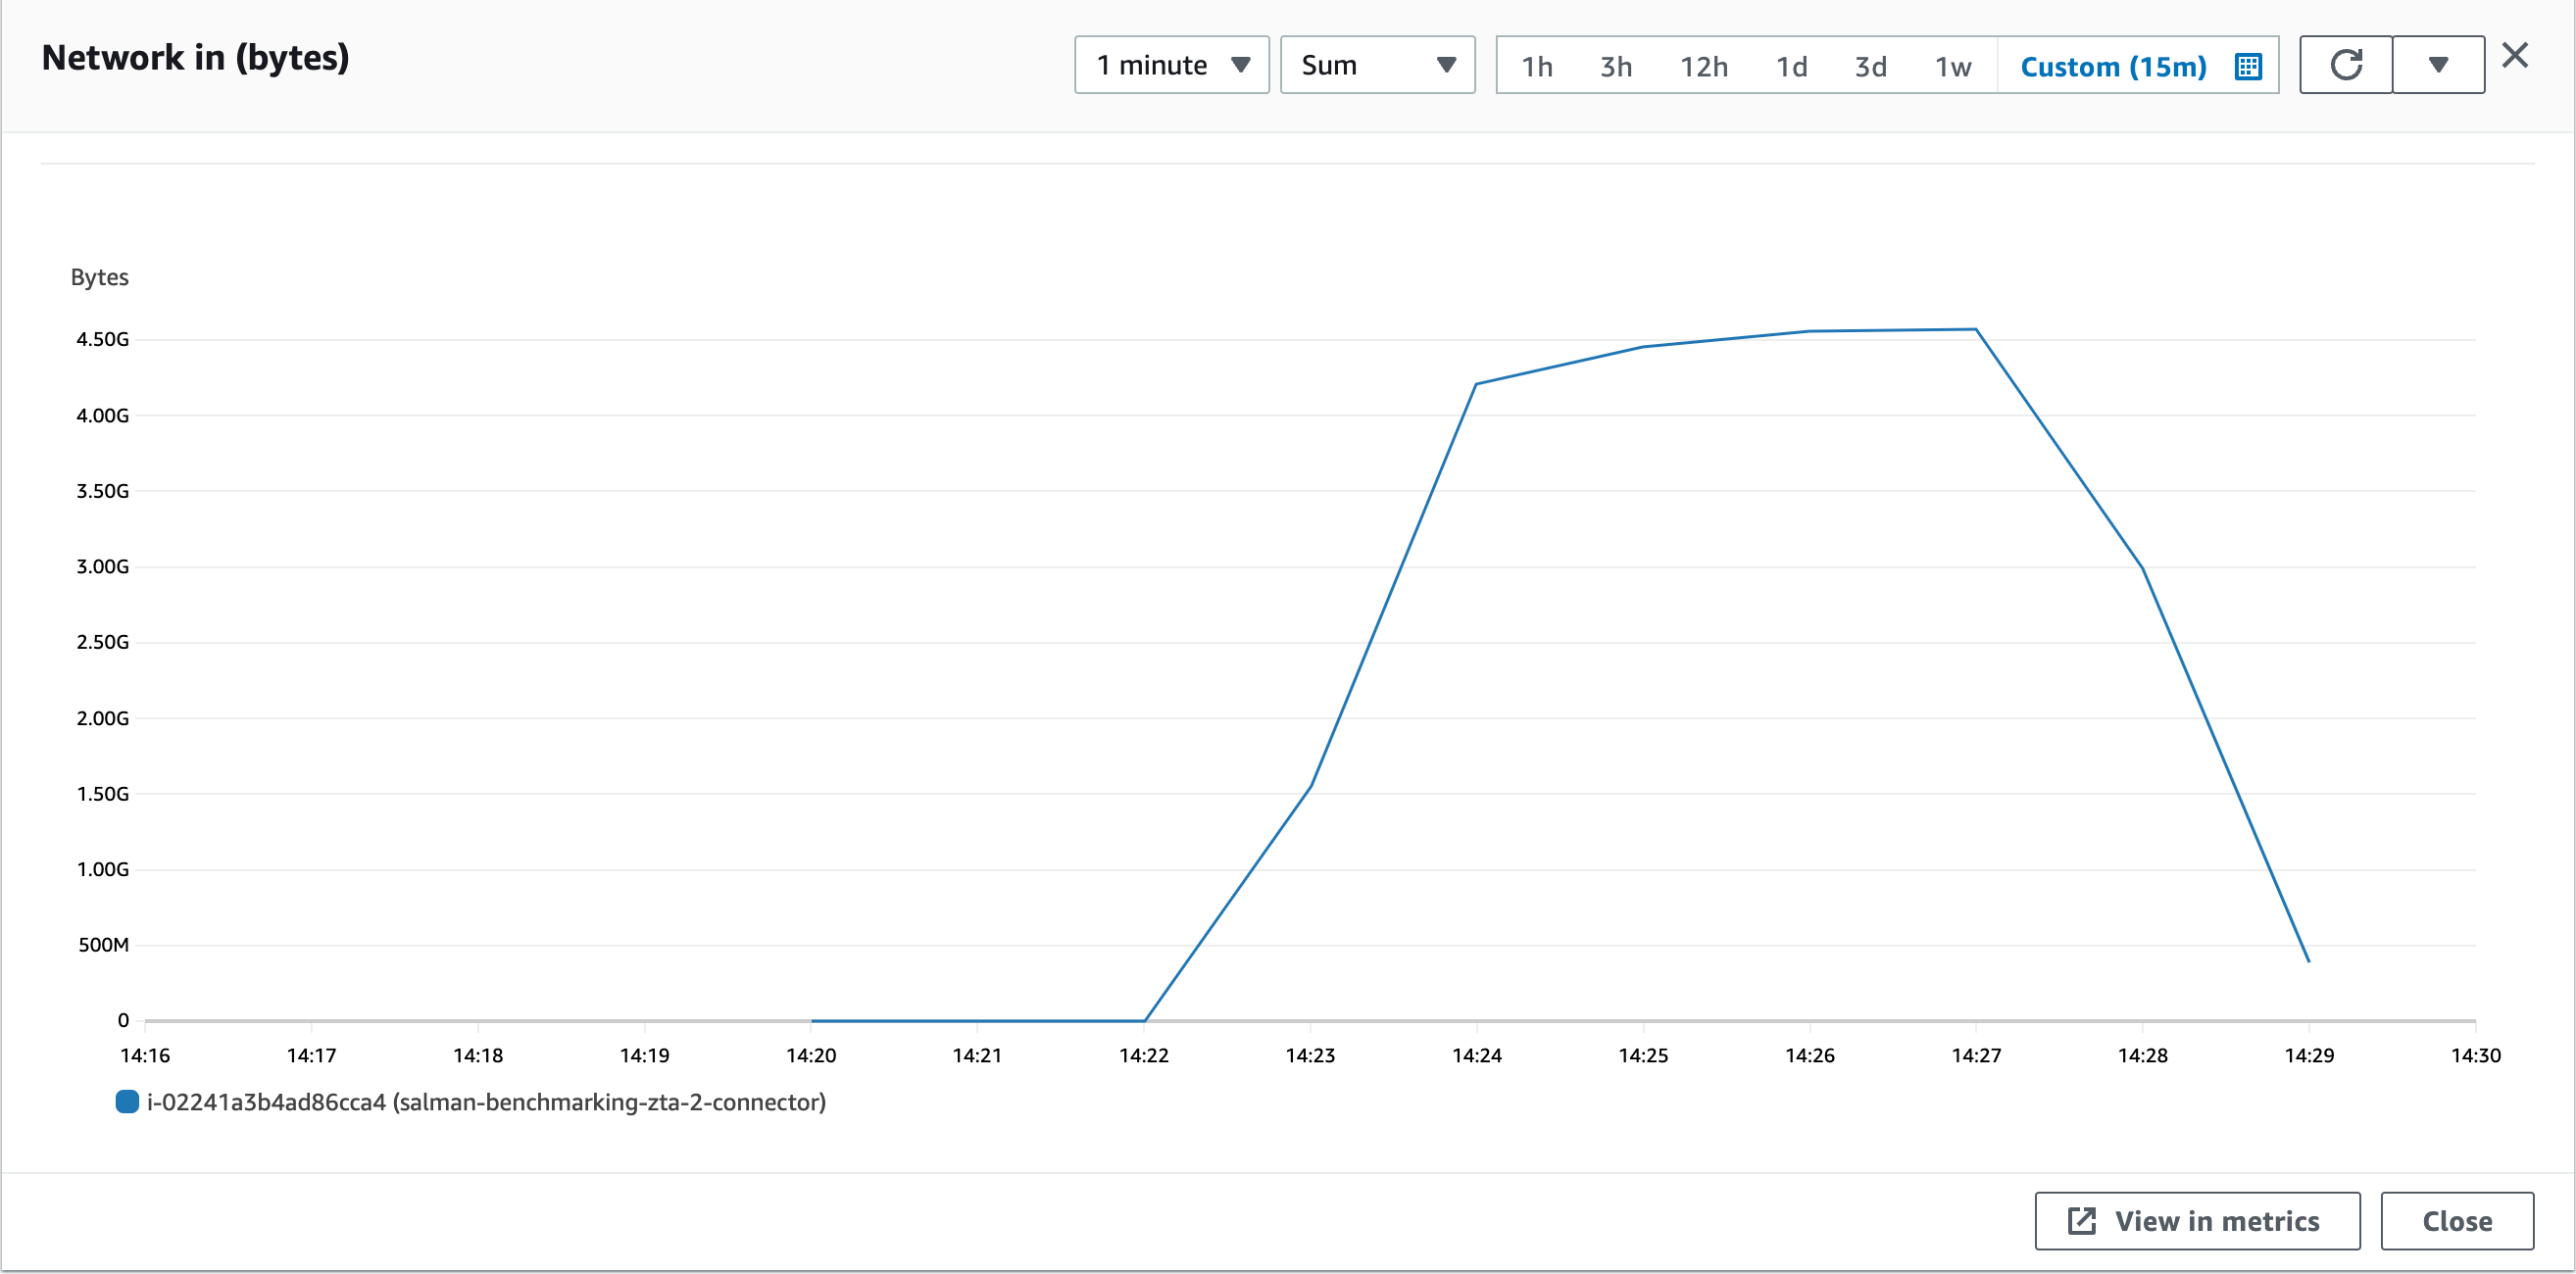 Network in (bytes)
1 minute
Sum
1h 3h 12h 1d 3d 1w Custom (15m)
Bytes
4.50G
4.00G
3.50G
3.00G
2.50G
2.00G
1.50G
1.00G
500M
0
14:16 14:17 14:18 14:19 14:20 14:21 14:22 14:23 14:24 14:25 14:26 14:27 14:28 14:29 14:30
i-02241a3b4ad86cca4 (salman-benchmarking-zta-2-connector)
View in metrics
Close